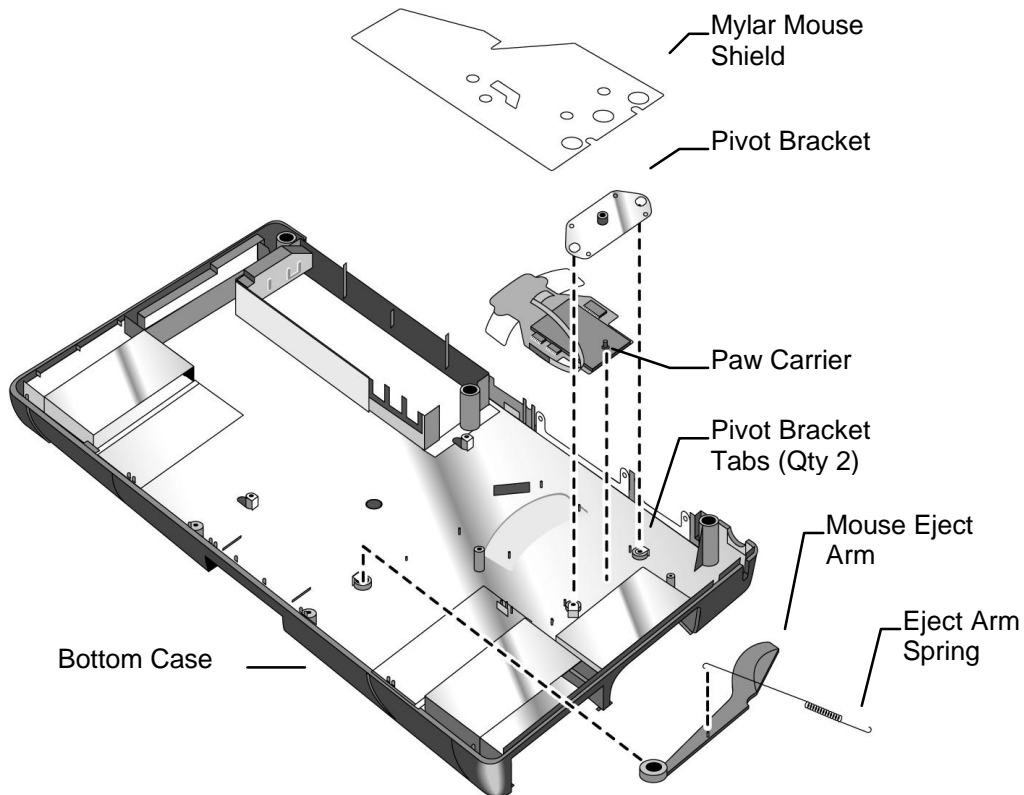 Mylar Mouse
Shield
Pivot Bracket
Paw Carrier
Pivot Bracket
Tabs (Qty 2)
Mouse Eject
Arm
Eject Arm
Spring
Bottom Case